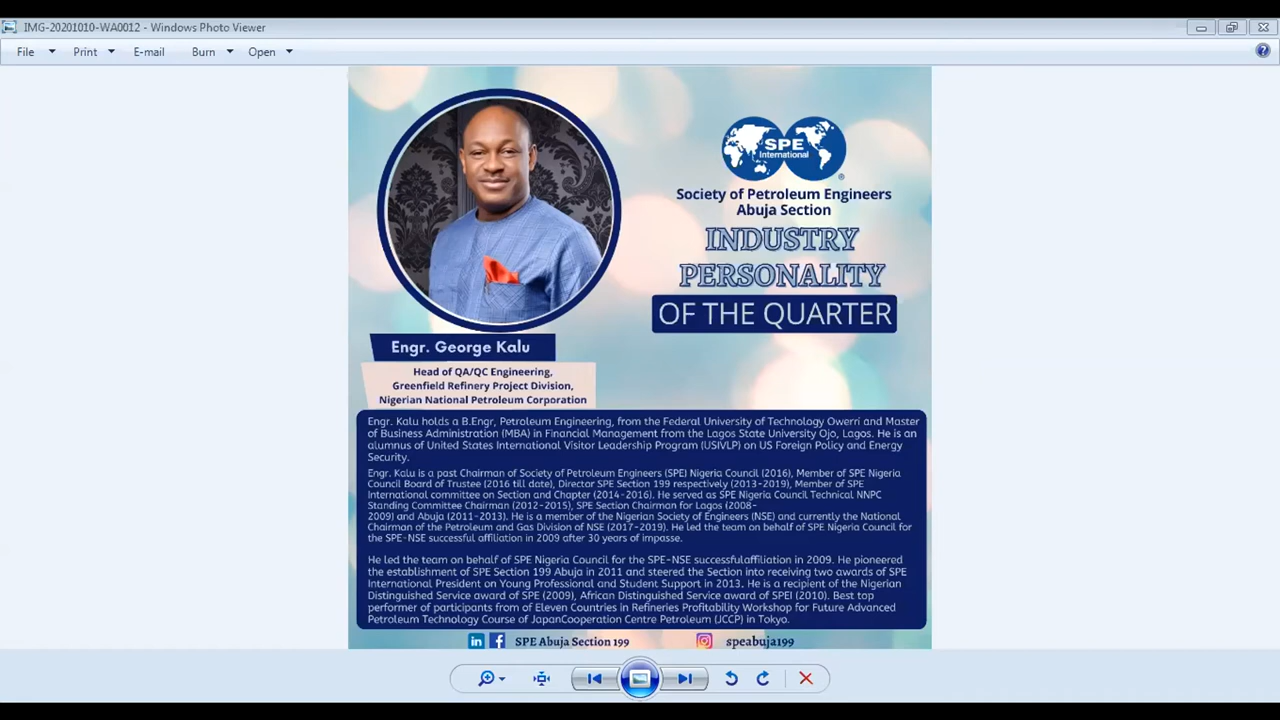 IMG-20201010-WA0012 - Windows Photo Viewer
File Print E-mail Burn Open
SPE
International
®
Society of Petroleum Engineers
Abuja Section
INDUSTRY
PERSONALITY
OF THE QUARTER
Engr. George Kalu
Head of QA/QC Engineering,
Greenfield Refinery Project Division,
Nigerian National Petroleum Corporation
Engr. Kalu holds a B.Engr, Petroleum Engineering, from the Federal University of Technology Owerri and Master
of Business Administration (MBA) in Financial Management from the Lagos State University Ojo, Lagos. He is an
alumnus of United States International Visitor Leadership Program (USIVLP) on US Foreign Policy and Energy
Security.
Engr. Kalu is a past Chairman of Society of Petroleum Engineers (SPE) Nigeria Council (2016), Member of SPE Nigeria
Council Board of Trustee (2016 till date), Director SPE Section 199 respectively (2013-2019), Member of SPE
International committee on Section and Chapter (2014-2016). He served as SPE Nigeria Council Technical NNPC
Standing Committee Chairman (2012-2015), SPE Section Chairman for Lagos (2008-
2009) and Abuja (2011-2013). He is a member of the Nigerian Society of Engineers (NSE) and currently the National
Chairman of the Petroleum and Gas Division of NSE (2017-2019). He led the team on behalf of SPE Nigeria Council for
the SPE-NSE successful affiliation in 2009 after 30 years of impasse.
He led the team on behalf of SPE Nigeria Council for the SPE-NSE successfulaffiliation in 2009. He pioneered
the establishment of SPE Section 199 Abuja in 2011 and steered the Section into receiving two awards of SPE
International President on Young Professional and Student Support in 2013. He is a recipient of the Nigerian
Distinguished Service award of SPE (2009), African Distinguished Service award of SPEI (2010). Best top
performer of participants from of Eleven Countries in Refineries Profitability Workshop for Future Advanced
Petroleum Technology Course of JapanCooperation Centre Petroleum (JCCP) in Tokyo.
in f SPE Abuja Section 199 speabuja199